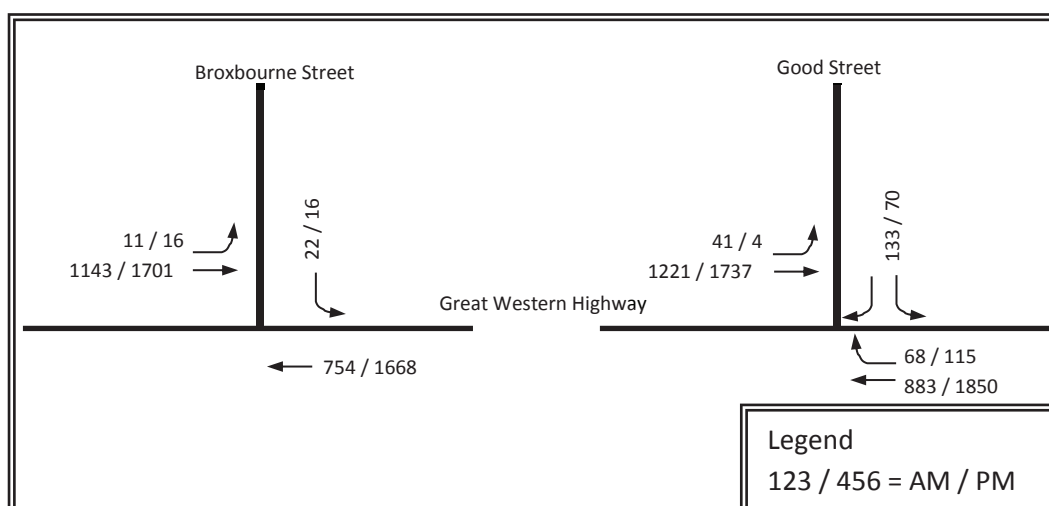 Broxbourne Street
Good Street
11 / 16
1143 / 1701
22 / 16
41 / 4
1221 / 1737
133 / 70
Great Western Highway
754 / 1668
68 / 115
883 / 1850
Legend
123 / 456 = AM / PM